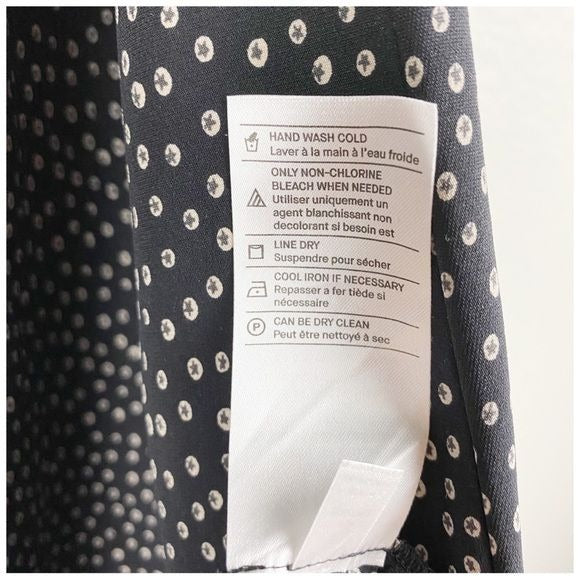 HAND WASH COLD
Laver à la main à l'eau froide
ONLY NON-CHLORINE
BLEACH WHEN NEEDED
Utiliser uniquement un
agent blanchissant non
decolorant si besoin est
LINE DRY
Suspendre pour sécher
COOL IRON IF NECESSARY
Repasser a fer tiède si
nécessaire
P
CAN BE DRY CLEAN
Peut être nettoyé à sec